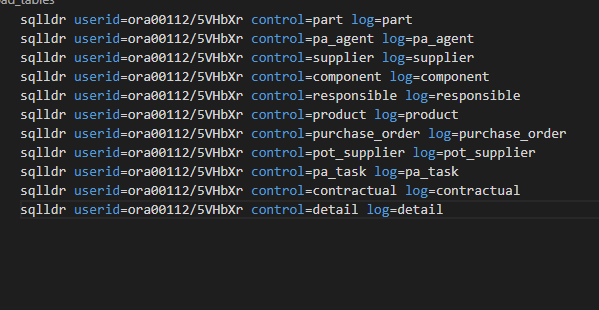 sqlldr userid=ora00112/5VHbXr control=part log=part
sqlldr userid=ora00112/5VHbXr control=pa_agent log=pa_agent
sqlldr userid=ora00112/5VHbXr control=supplier log=supplier
sqlldr userid=ora00112/5VHbXr control=component log=component
sqlldr userid=ora00112/5VHbXr control=responsible log=responsible
sqlldr userid=ora00112/5VHbXr control=product log=product
sqlldr userid=ora00112/5VHbXr control=purchase_order log=purchase_order
sqlldr userid=ora00112/5VHbXr control=pot_supplier log=pot_supplier
sqlldr userid=ora00112/5VHbXr control=pa_task log=pa_task
sqlldr userid=ora00112/5VHbXr control=contractual log=contractual
sqlldr userid=ora00112/5VHbXr control=detail log=detail